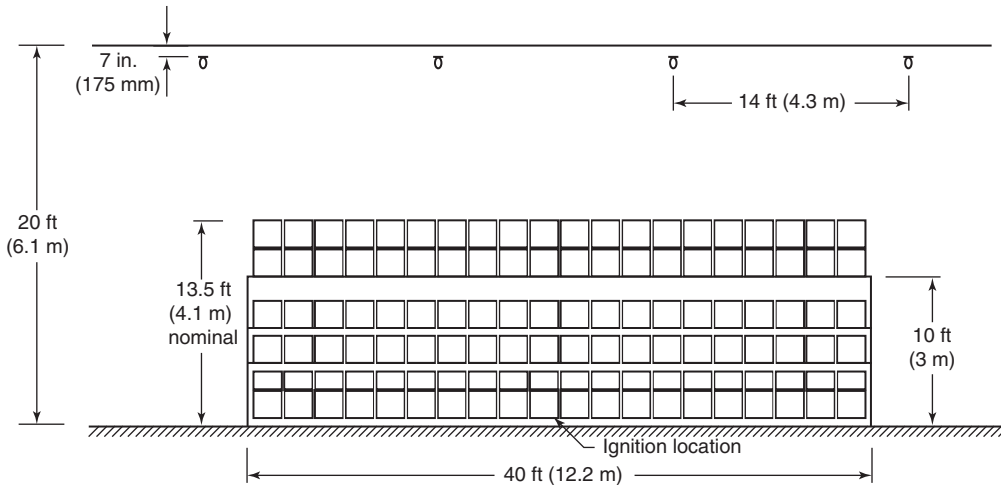 7 in.
(175 mm)
14 ft (4.3 m)
20 ft
(6.1 m)
13.5 ft
(4.1 m)
nominal
10 ft
(3 m)
Ignition location
40 ft (12.2 m)